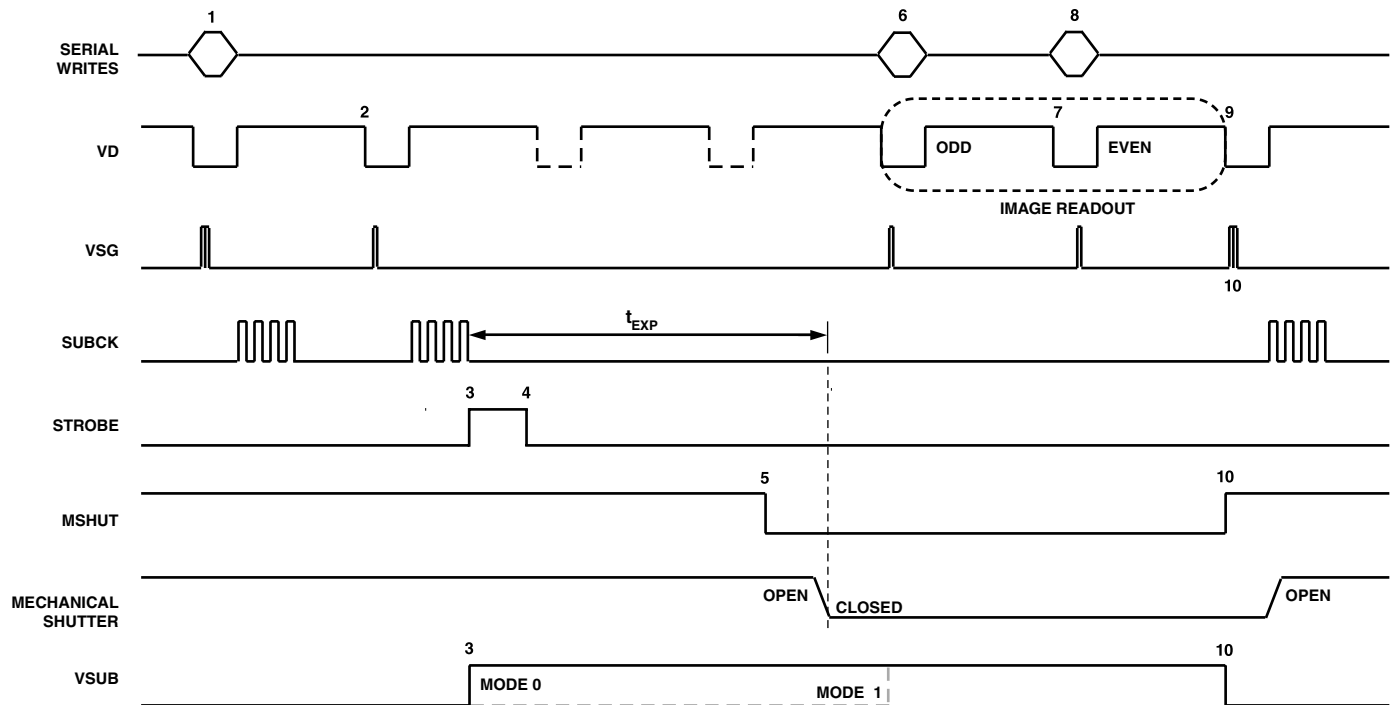 1 6 8
SERIAL
WRITES
2 7 9
VD
ODD EVEN
IMAGE READOUT
VSG
10
tEXP
SUBCK
3 4
STROBE
5 10
MSHUT
OPEN CLOSED OPEN
MECHANICAL
SHUTTER
3 10
VSUB
MODE 0 MODE 1